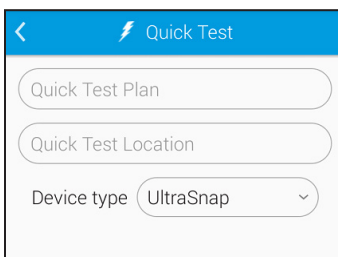 Quick Test
Quick Test Plan
Quick Test Location
Device type UltraSnap